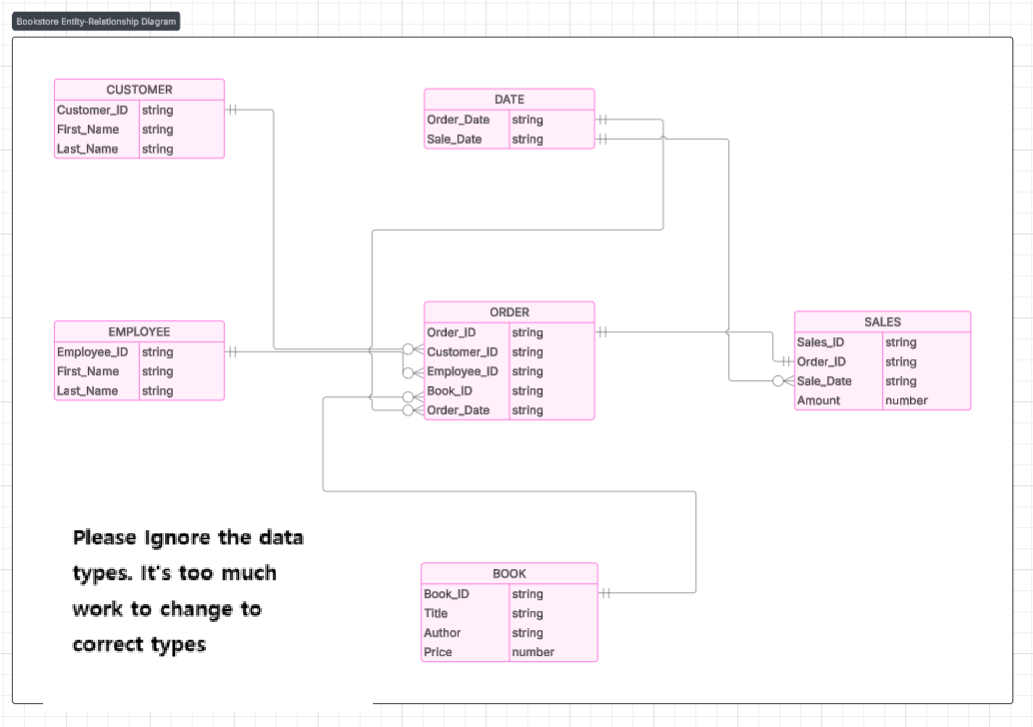 Bookstore Entity-Relationship Diagram
CUSTOMER
Customer_ID string
First_Name string
Last_Name string
DATE
Order_Date string
Sale_Date string
EMPLOYEE
Employee_ID string
First_Name string
Last_Name string
ORDER
Order_ID string
Customer_ID string
Employee_ID string
Book_ID string
Order_Date string
SALES
Sales_ID string
Order_ID string
Sale_Date string
Amount number
Please Ignore the data
types. It's too much
work to change to
correct types
BOOK
Book_ID string
Title string
Author string
Price number